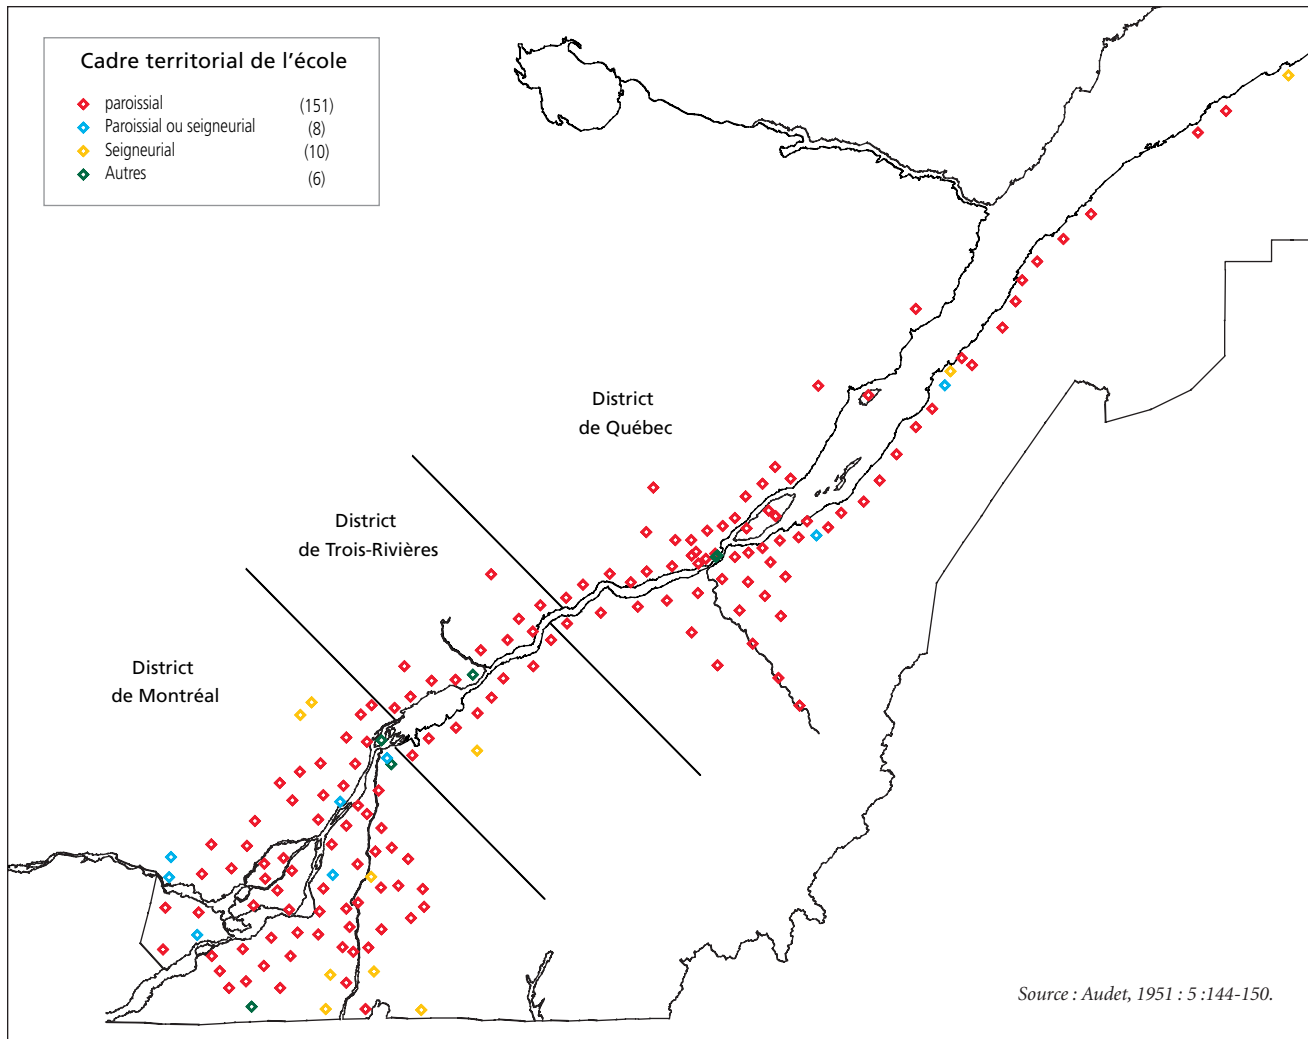 Cadre territorial de l'école
paroissial (151)
Paroissial ou seigneurial (8)
Seigneurial (10)
Autres (6)
District
de Québec
District
de Trois-Rivières
District
de Montréal
Source : Audet, 1951 : 5 :144-150.